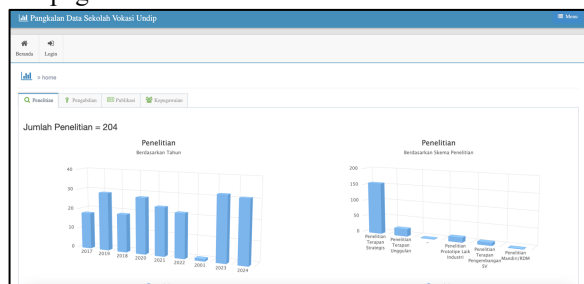 Pangkalan Data Sekolah Vokasi Undip
Menu
Beranda
Login
» home
Penelitian
Pengabdian
Publikasi
Kepegawaian
Jumlah Penelitian = 204
Penelitian
Berdasarkan Tahun
40
30
20
10
0
2017
2019
2018
2020
2021
2022
2001
2023
2024
Penelitian
Berdasarkan Skema Penelitian
200
150
100
50
0
Penelitian
Terapan
Strategis
Penelitian
Terapan
Unggulan
-
Penelitian
Prototipe Laik
Industri
Penelitian
Terapan
Pengembangan
SV
Penelitian
Mandiri/RDM